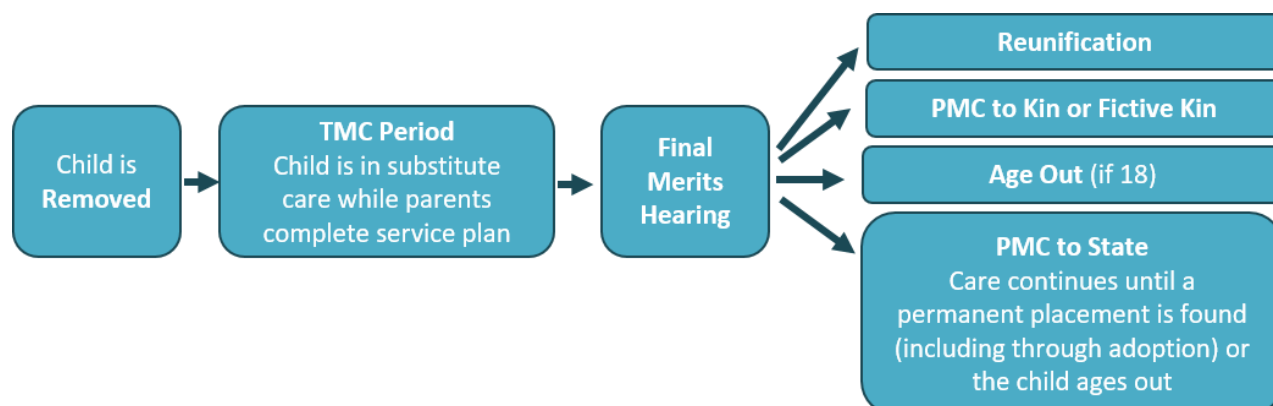 Child is
Removed
TMC Period
Child is in substitute
care while parents
complete service plan
Final
Merits
Hearing
Reunification
PMC to Kin or Fictive Kin
Age Out (if 18)
PMC to State
Care continues until a
permanent placement is found
(including through adoption) or
the child ages out